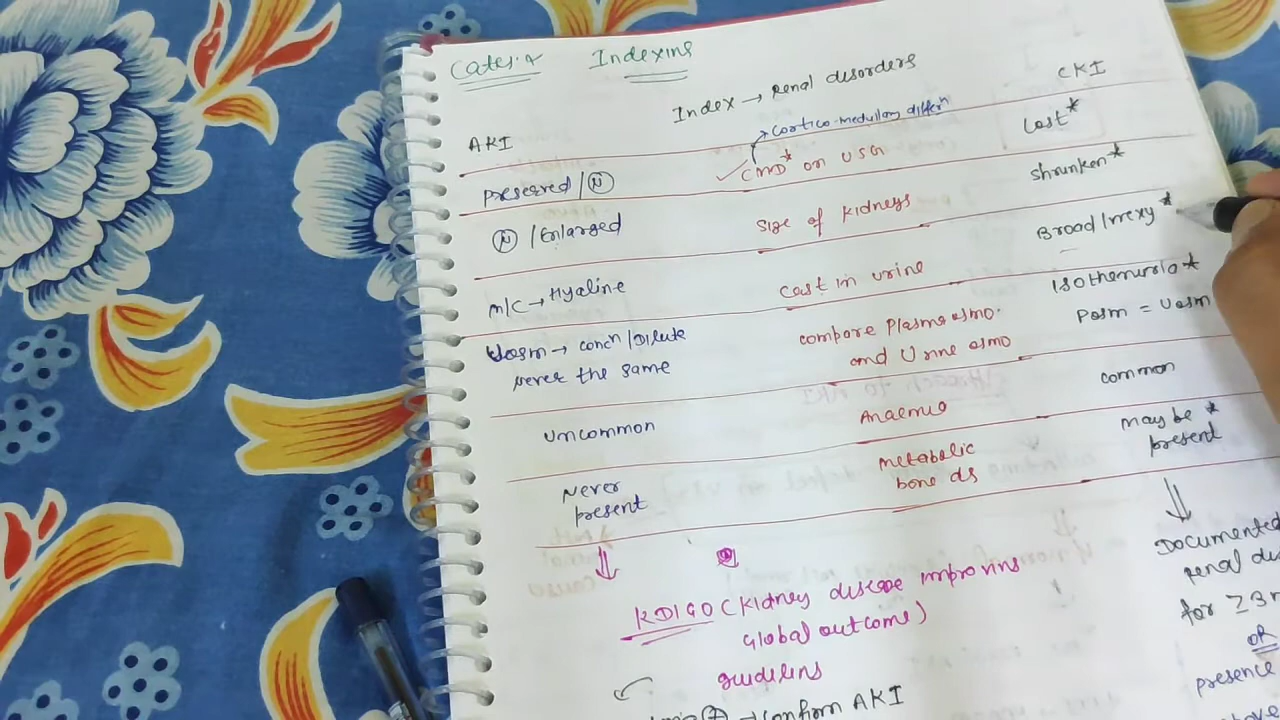 Indexing
Index → Renal disorders
AKI
CKI
→ Cortico-medullary differⁿ
Preserved / Ⓝ
✓ CMD* on USG
Lost*
Ⓝ / Enlarged
Size of Kidneys
Shrunken*
M/C → Hyaline
Cast in urine
Broad / waxy*
Uosm → concⁿ / Dilute
never the same
compare Plasma osmo.
and Urine osmo
Isothenuria*
Posm = Uosm
uncommon
Anaemia
common
Never
present
metabolic
bone ds
may be *
present
KDIGO (Kidney disease improving
Global outcome)
guidelins
→ confirm AKI
Documented
renal
for ≥3
OR
presence